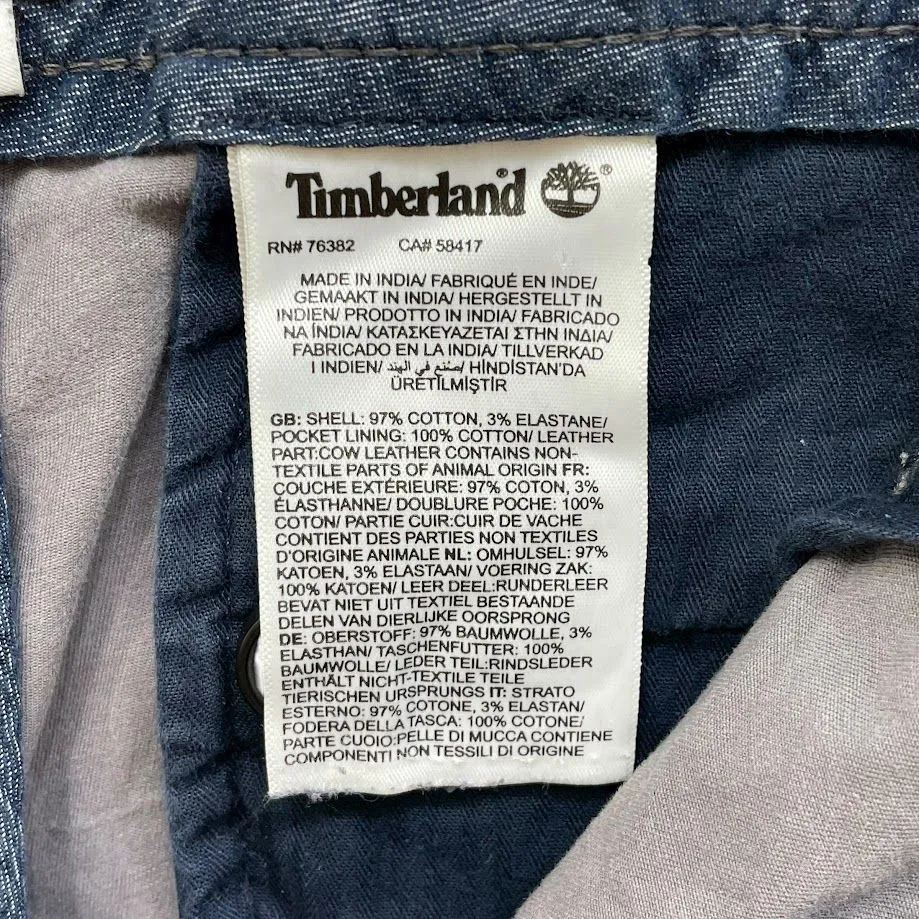 Timberland
RN# 76382 CA# 58417
MADE IN INDIA/ FABRIQUÉ EN INDE/
GEMAAKT IN INDIA/ HERGESTELLT IN
INDIEN/ PRODOTTO IN INDIA/ FABRICADO
NA ÍNDIA/ ΚΑΤΑΣΚΕΥΑΖΕΤΑΙ ΣΤΗΝ ΙΝΔΙΑ/
FABRICADO EN LA INDIA/ TILLVERKAD
I INDIEN/ صنع في الهند/ HİNDİSTAN'DA
ÜRETİLMİŞTİR
GB: SHELL: 97% COTTON, 3% ELASTANE/
POCKET LINING: 100% COTTON/ LEATHER
PART:COW LEATHER CONTAINS NON-
TEXTILE PARTS OF ANIMAL ORIGIN FR:
COUCHE EXTÉRIEURE: 97% COTON, 3%
ÉLASTHANNE/ DOUBLURE POCHE: 100%
COTON/ PARTIE CUIR:CUIR DE VACHE
CONTIENT DES PARTIES NON TEXTILES
D'ORIGINE ANIMALE NL: OMHULSEL: 97%
KATOEN, 3% ELASTAAN/ VOERING ZAK:
100% KATOEN/ LEER DEEL:RUNDERLEER
BEVAT NIET UIT TEXTIEL BESTAANDE
DELEN VAN DIERLIJKE OORSPRONG
DE: OBERSTOFF: 97% BAUMWOLLE, 3%
ELASTHAN/ TASCHENFUTTER: 100%
BAUMWOLLE/ LEDER TEIL:RINDSLEDER
ENTHÄLT NICHT-TEXTILE TEILE
TIERISCHEN URSPRUNGS IT: STRATO
ESTERNO: 97% COTONE, 3% ELASTAN/
FODERA DELLA TASCA: 100% COTONE/
PARTE CUOIO:PELLE DI MUCCA CONTIENE
COMPONENTI NON TESSILI DI ORIGINE